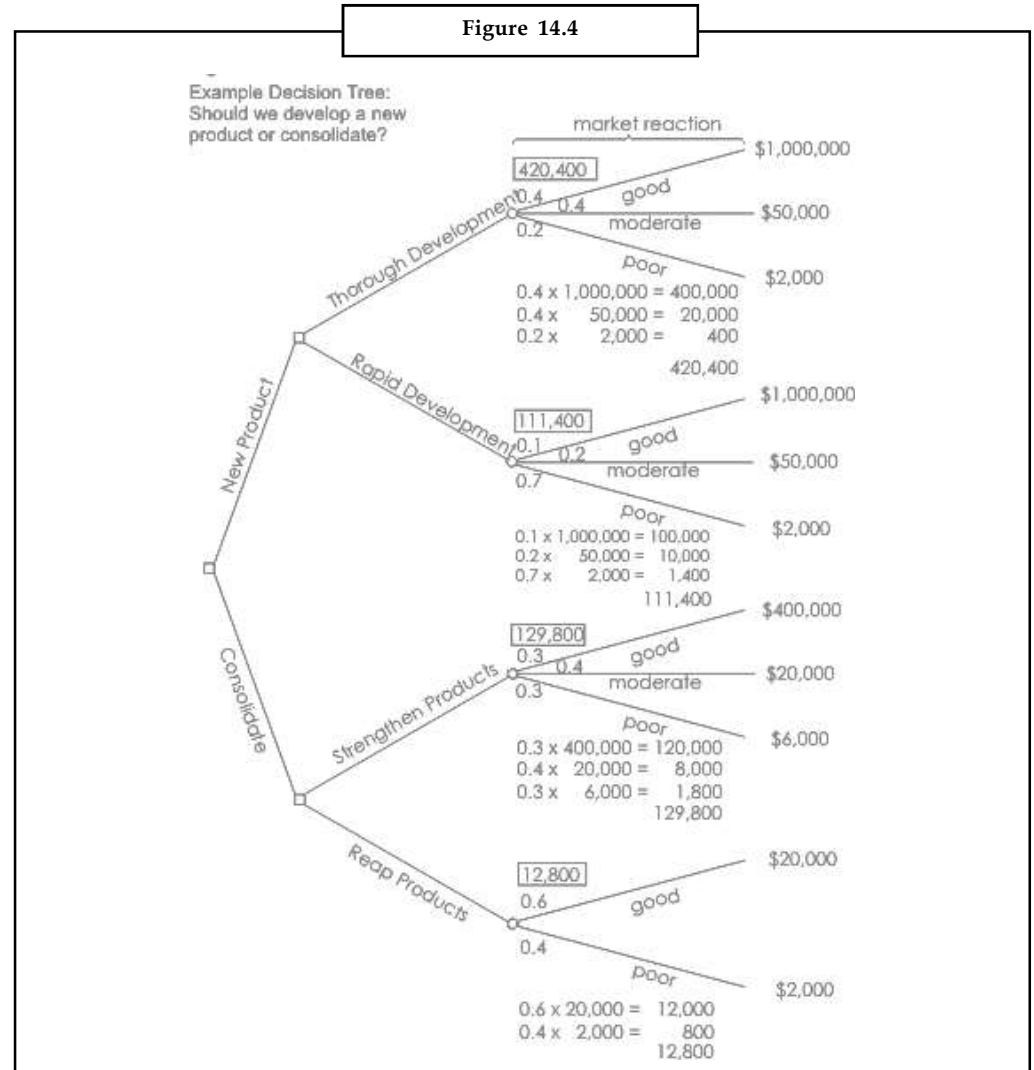 Figure 14.4
Example Decision Tree:
Should we develop a new
product or consolidate?
market reaction
$1,000,000
420,400
0.4
0.4
good
Thorough Development
$50,000
0.2
moderate
poor
$2,000
0.4 x 1,000,000 = 400,000
0.4 x 50,000 = 20,000
0.2 x 2,000 = 400
420,400
New Product
Rapid Development
$1,000,000
111,400
0.1
0.2
good
$50,000
0.7
moderate
poor
$2,000
0.1 x 1,000,000 = 100,000
0.2 x 50,000 = 10,000
0.7 x 2,000 = 1,400
111,400
Consolidate
Strengthen Products
$400,000
129,800
0.3
0.4
good
$20,000
0.3
moderate
poor
$6,000
0.3 x 400,000 = 120,000
0.4 x 20,000 = 8,000
0.3 x 6,000 = 1,800
129,800
Reap Products
$20,000
12,800
0.6
good
0.4
poor
$2,000
0.6 x 20,000 = 12,000
0.4 x 2,000 = 800
12,800